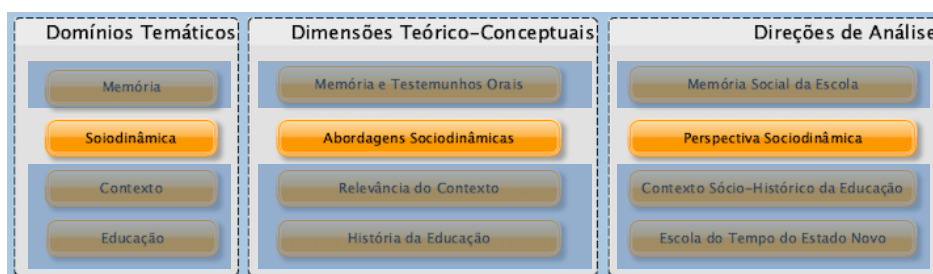 Domínios Temáticos
Dimensões Teórico-Conceptuais
Direções de Análise
Memória
Memória e Testemunhos Orais
Memória Social da Escola
Soiodinâmica
Abordagens Sociodinâmicas
Perspectiva Sociodinâmica
Contexto
Relevância do Contexto
Contexto Sócio-Histórico da Educação
Educação
História da Educação
Escola do Tempo do Estado Novo